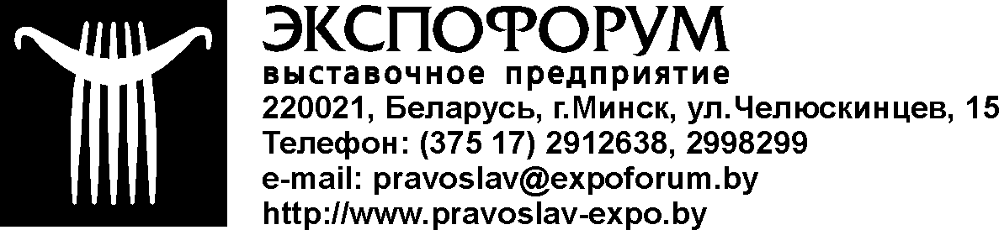 ЭКСПОФОРУМ
выставочное предприятие
220021, Беларусь, г.Минск, ул.Челюскинцев, 15
Телефон: (375 17) 2912638, 2998299
e-mail: pravoslav@expoforum.by
http://www.pravoslav-expo.by